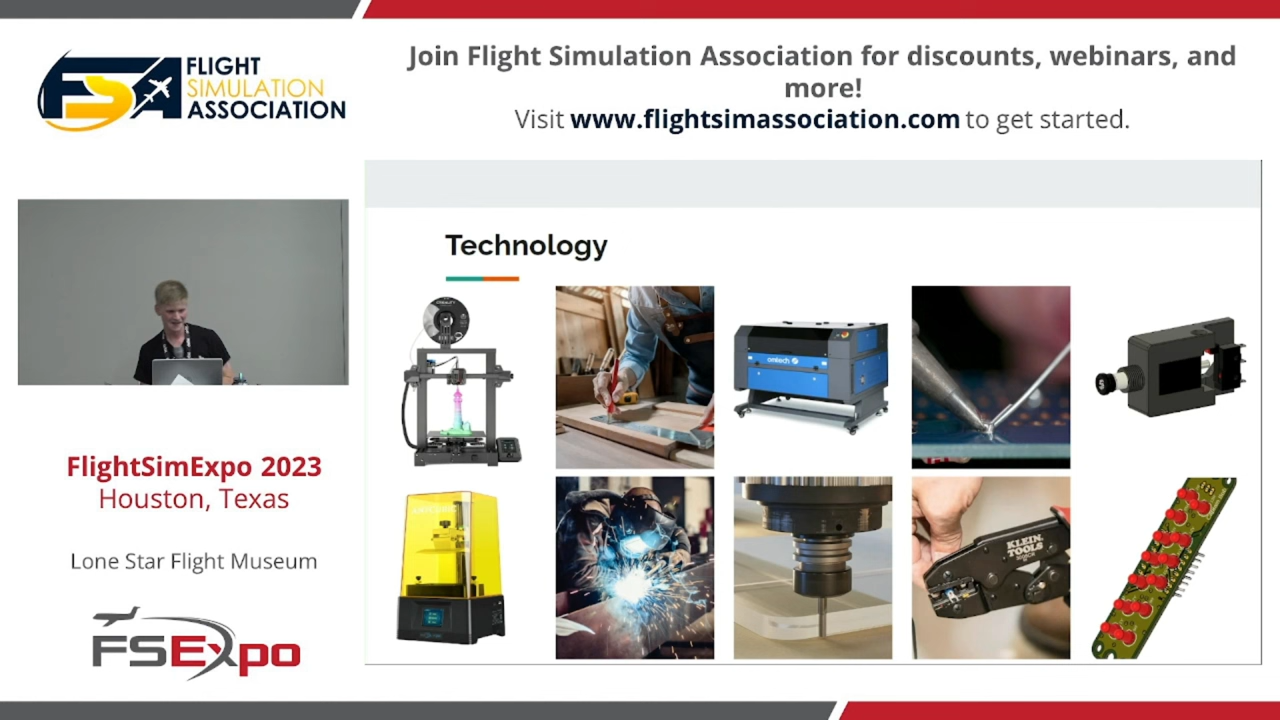 FLIGHT
SIMULATION
ASSOCIATION
Join Flight Simulation Association for discounts, webinars, and
more!
Visit www.flightsimassociation.com to get started.
Technology
omtech
S
KLEIN
TOOLS
FlightSimExpo 2023
Houston, Texas
Lone Star Flight Museum
FSExpo